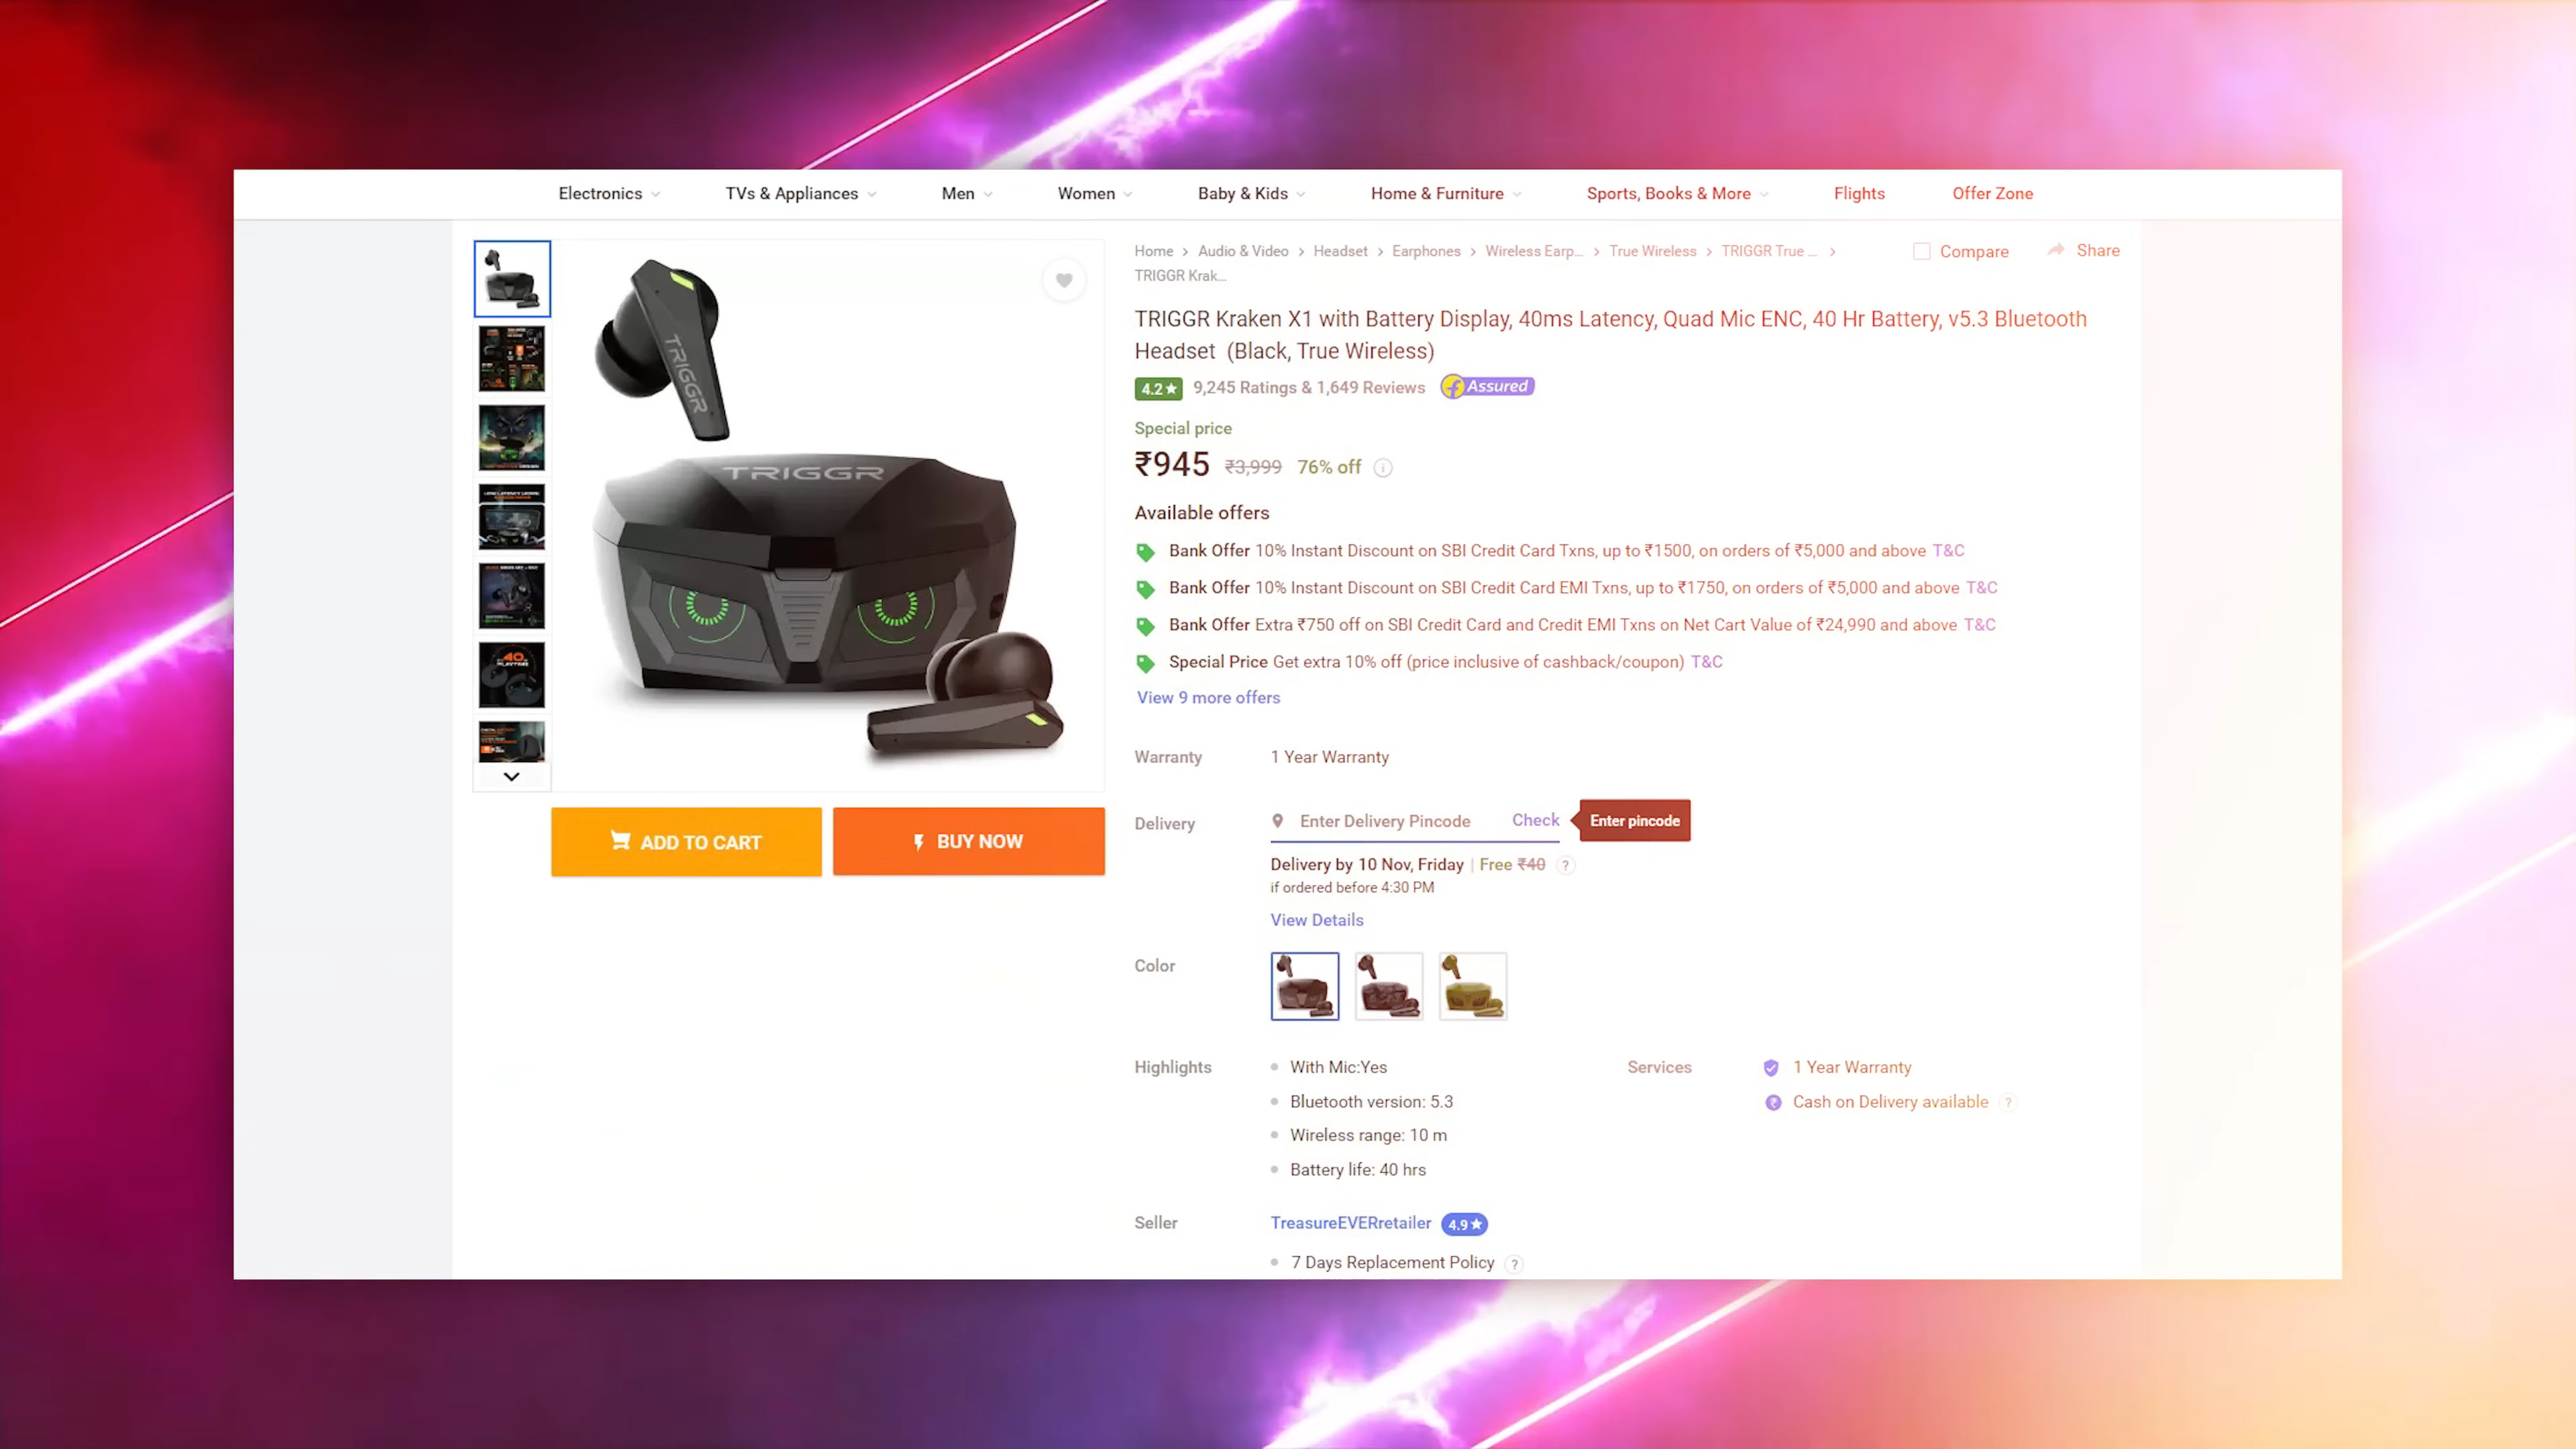 Electronics
TVs & Appliances
Men
Women
Baby & Kids
Home & Furniture
Sports, Books & More
Flights
Offer Zone
TRIGGR
TRIGGR
40
ADD TO CART
BUY NOW
Home > Audio & Video > Headset > Earphones > Wireless Earp... > True Wireless > TRIGGR True ... >
TRIGGR Krak...
Compare
Share
TRIGGR Kraken X1 with Battery Display, 40ms Latency, Quad Mic ENC, 40 Hr Battery, v5.3 Bluetooth
Headset (Black, True Wireless)
4.2★ 9,245 Ratings & 1,649 Reviews Assured
Special price
₹945 ₹3,999 76% off
Available offers
Bank Offer 10% Instant Discount on SBI Credit Card Txns, up to ₹1500, on orders of ₹5,000 and above T&C
Bank Offer 10% Instant Discount on SBI Credit Card EMI Txns, up to ₹1750, on orders of ₹5,000 and above T&C
Bank Offer Extra ₹750 off on SBI Credit Card and Credit EMI Txns on Net Cart Value of ₹24,990 and above T&C
Special Price Get extra 10% off (price inclusive of cashback/coupon) T&C
View 9 more offers
Warranty 1 Year Warranty
Delivery Enter Delivery Pincode Check Enter pincode
Delivery by 10 Nov, Friday | Free ₹40 ?
if ordered before 4:30 PM
View Details
Color
Highlights
With Mic:Yes
Bluetooth version: 5.3
Wireless range: 10 m
Battery life: 40 hrs
Services
1 Year Warranty
Cash on Delivery available ?
Seller TreasureEVERretailer 4.9★
7 Days Replacement Policy ?